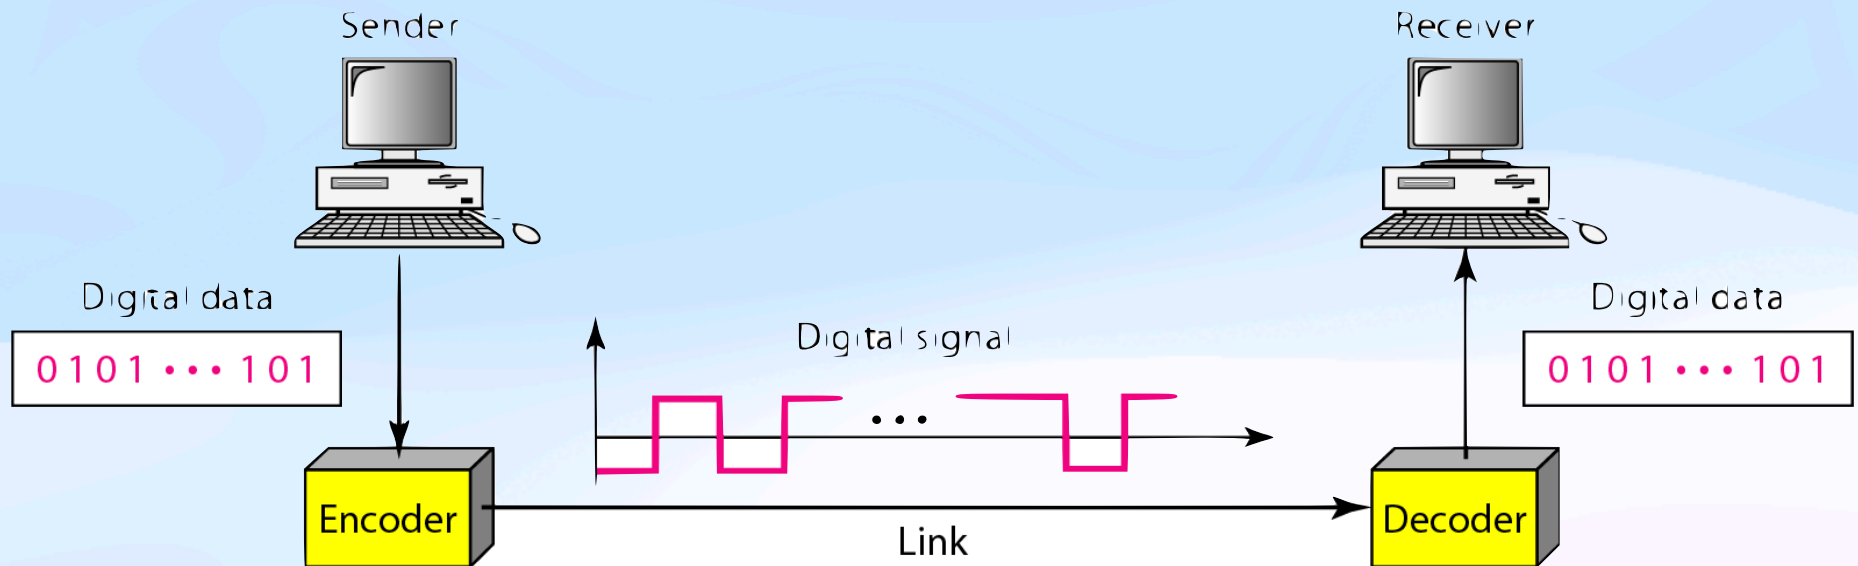 Sender
Receiver
Digital data
0101 ••• 101
Digital signal
•••
Digital data
0101 ••• 101
Encoder
Link
Decoder